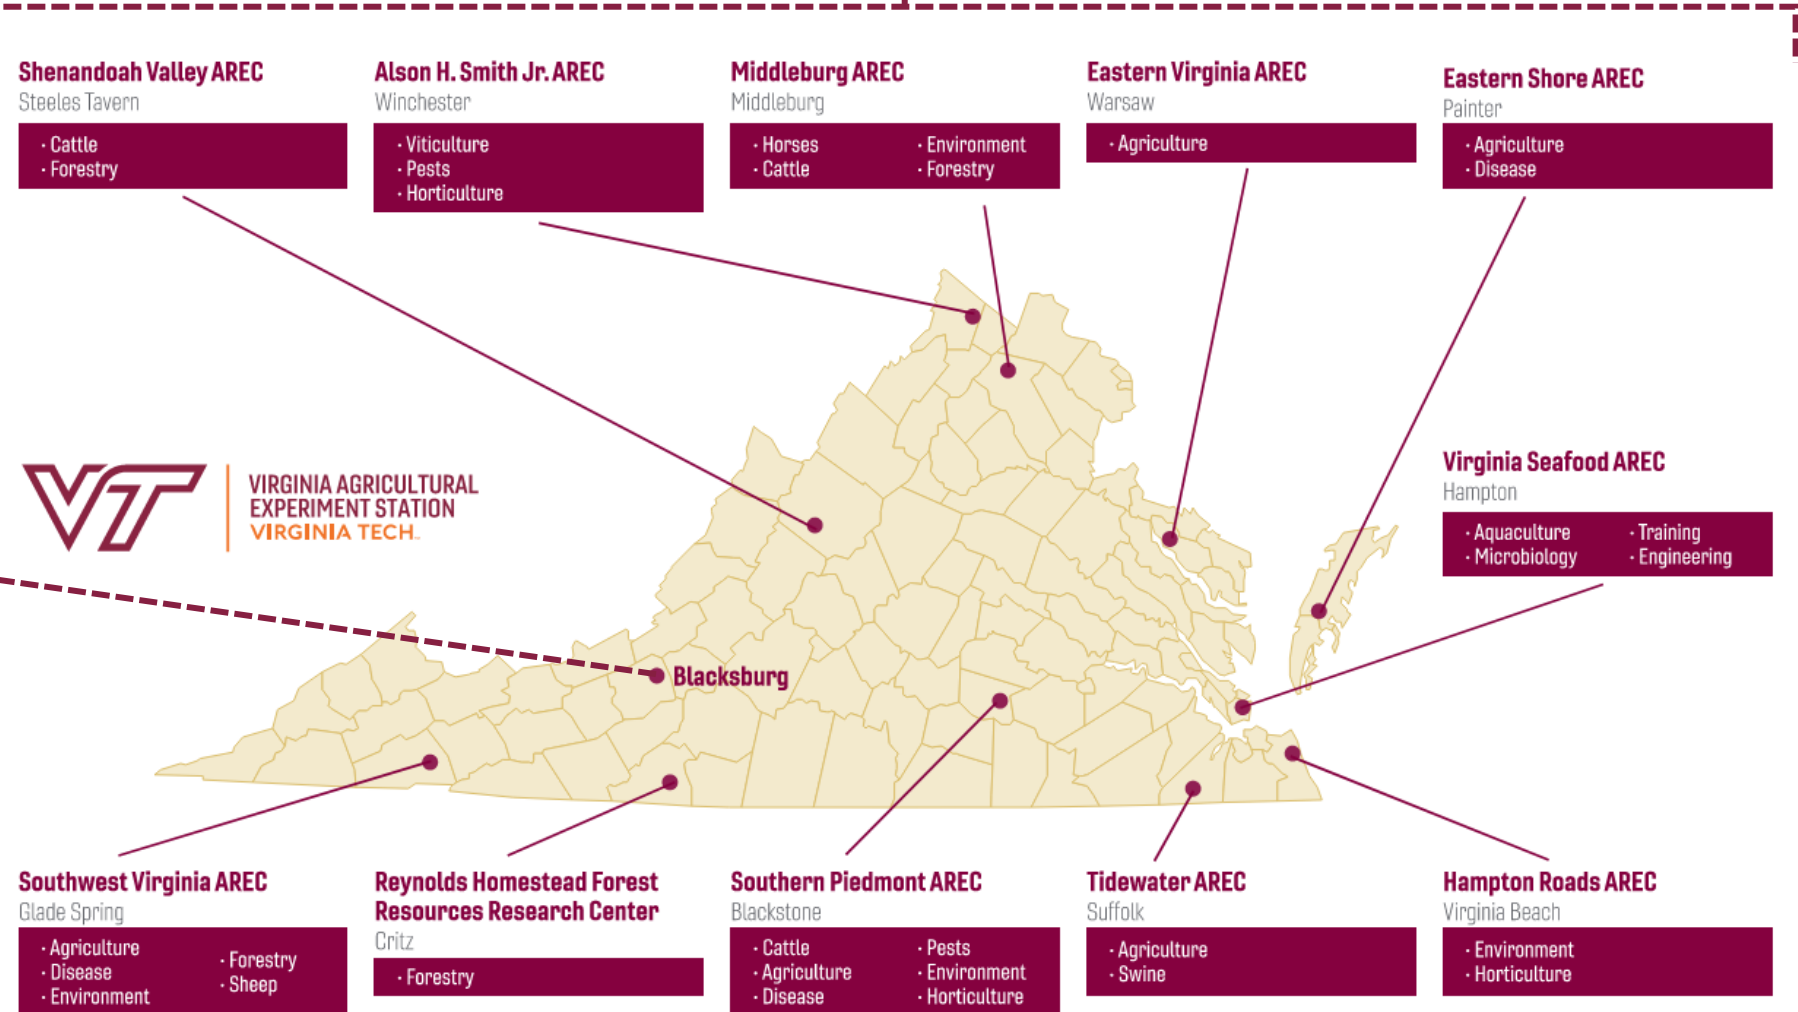 Shenandoah Valley AREC
Steeles Tavern
· Cattle
· Forestry
Alson H. Smith Jr. AREC
Winchester
· Viticulture
· Pests
· Horticulture
Middleburg AREC
Middleburg
· Horses
· Cattle
· Environment
· Forestry
Eastern Virginia AREC
Warsaw
· Agriculture
Eastern Shore AREC
Painter
· Agriculture
· Disease
VT
VIRGINIA AGRICULTURAL
EXPERIMENT STATION
VIRGINIA TECH
Virginia Seafood AREC
Hampton
· Aquaculture
· Microbiology
· Training
· Engineering
Blacksburg
Southwest Virginia AREC
Glade Spring
· Agriculture
· Disease
· Environment
· Forestry
· Sheep
Reynolds Homestead Forest
Resources Research Center
Critz
· Forestry
Southern Piedmont AREC
Blackstone
· Cattle
· Agriculture
· Disease
· Pests
· Environment
· Horticulture
Tidewater AREC
Suffolk
· Agriculture
· Swine
Hampton Roads AREC
Virginia Beach
· Environment
· Horticulture